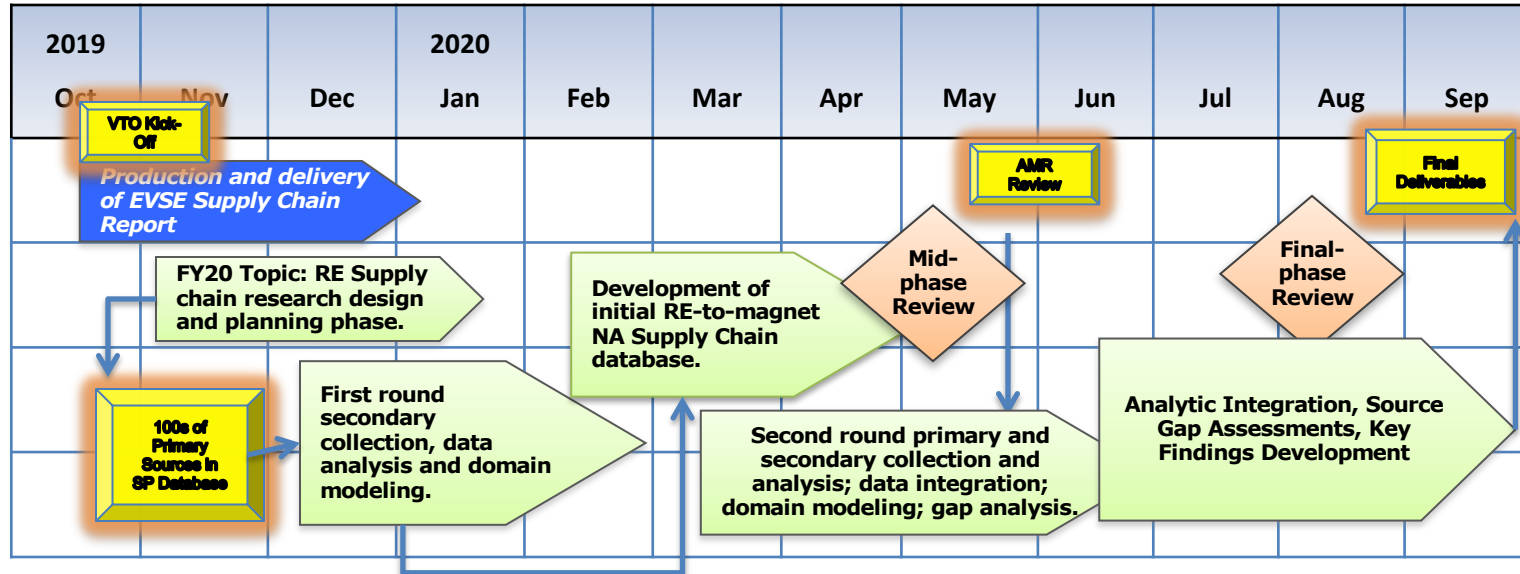 2019
2020
Oct
Nov
Dec
Jan
Feb
Mar
Apr
May
Jun
Jul
Aug
Sep
VTO Kick-
Off
Production and delivery
of EVSE Supply Chain
Report
AMR
Review
Final
Deliverables
FY20 Topic: RE Supply
chain research design
and planning phase.
Development of
initial RE-to-magnet
NA Supply Chain
database.
Mid-
phase
Review
Final-
phase
Review
100s of
Primary
Sources in
SP Database
First round
secondary
collection, data
analysis and domain
modeling.
Second round primary and
secondary collection and
analysis; data integration;
domain modeling; gap analysis.
Analytic Integration, Source
Gap Assessments, Key
Findings Development